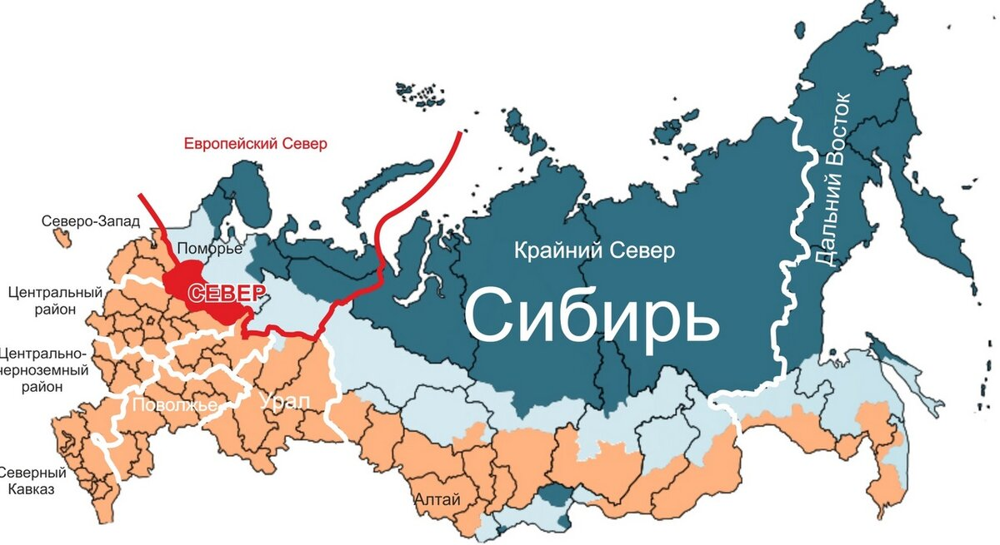 Европейский Север
Северо-Запад
Поморье
СЕВЕР
Центральный
район
Центрально-
черноземный
район
Поволжье
Урал
Северный
Кавказ
Алтай
Крайний Север
Сибирь
Дальний Восток